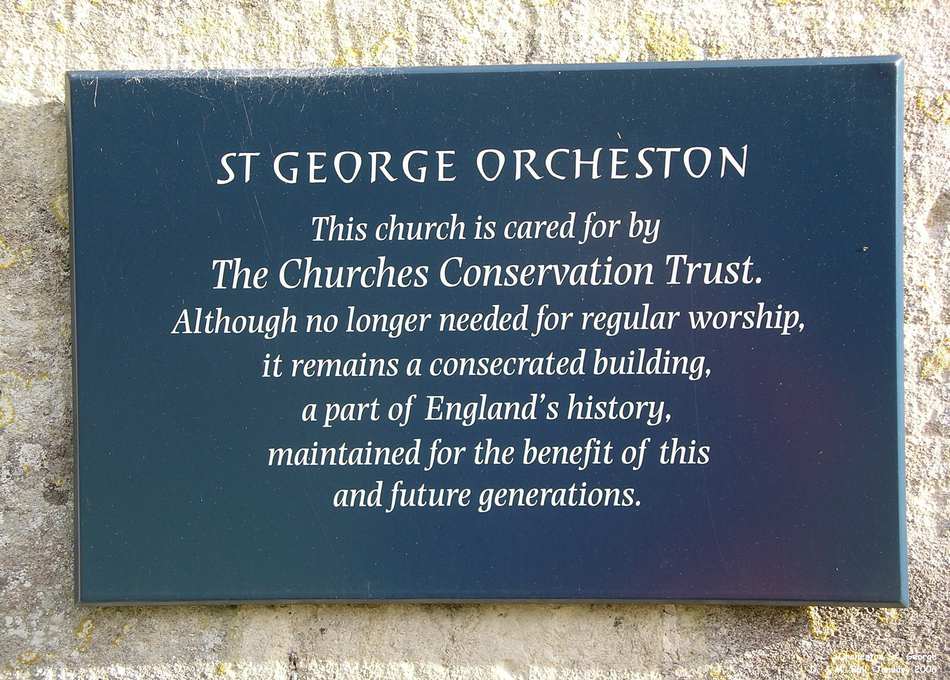 ST GEORGE ORCHESTON
This church is cared for by
The Churches Conservation Trust.
Although no longer needed for regular worship,
it remains a consecrated building,
a part of England's history,
maintained for the benefit of this
and future generations.